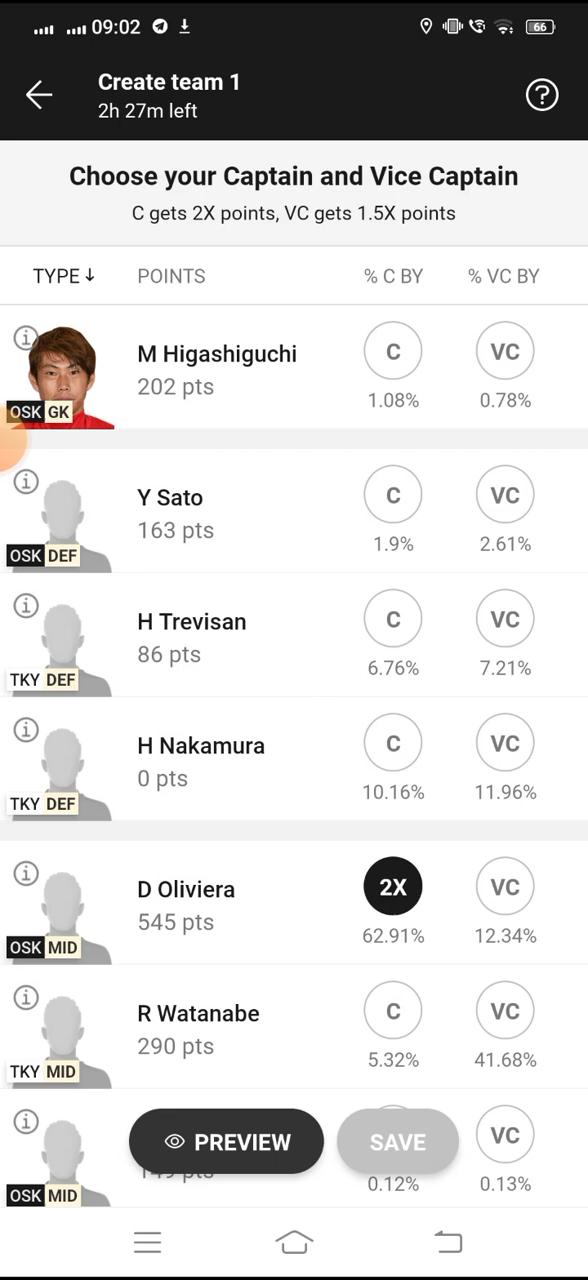 09:02 66
Create team 1
2h 27m left
Choose your Captain and Vice Captain
C gets 2X points, VC gets 1.5X points
TYPE↓ POINTS % C BY % VC BY
M Higashiguchi C VC
202 pts
OSK GK 1.08% 0.78%
Y Sato C VC
163 pts
OSK DEF 1.9% 2.61%
H Trevisan C VC
86 pts
TKY DEF 6.76% 7.21%
H Nakamura C VC
0 pts
TKY DEF 10.16% 11.96%
D Oliviera 2X VC
545 pts
OSK MID 62.91% 12.34%
R Watanabe C VC
290 pts
TKY MID 5.32% 41.68%
PREVIEW SAVE VC
pts
OSK MID 0.12% 0.13%